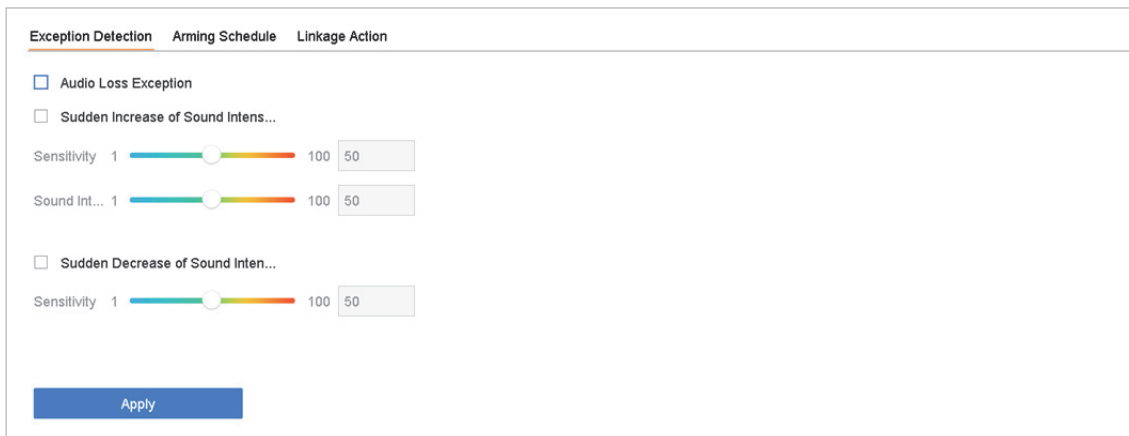 Exception Detection Arming Schedule Linkage Action
Audio Loss Exception
Sudden Increase of Sound Intens...
Sensitivity 1 100 50
Sound Int... 1 100 50
Sudden Decrease of Sound Inten...
Sensitivity 1 100 50
Apply